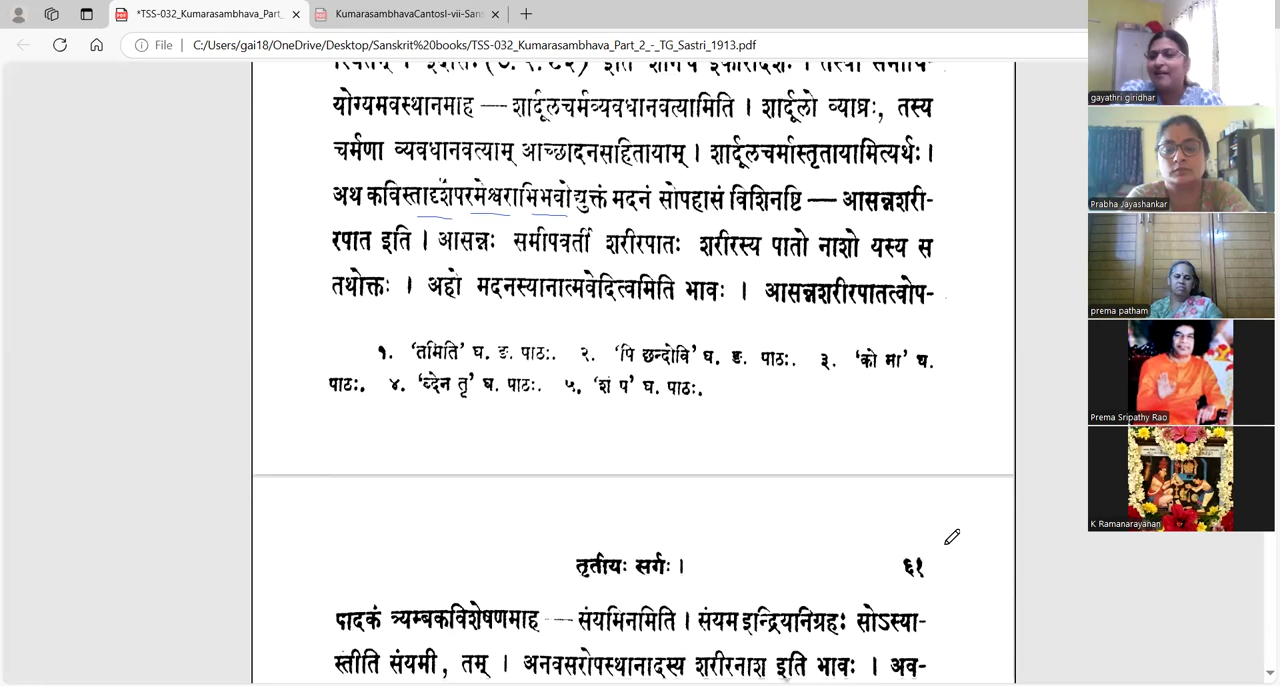 *TSS-032_Kumarasambhava_Part_
KumarasambhavaCantosI-vii-San
File
C:/Users/gai18/OneDrive/Desktop/Sanskrit%20books/TSS-032_Kumarasambhava_Part_2_-_TG_Sastri_1913.pdf
योग्यमवस्थानमाह — शार्दूलचर्मव्यवधानवत्यामिति । शार्दूलो व्याघ्रः, तस्य
चर्मणा व्यवधानवत्याम् आच्छादनसहितायाम् । शार्दूलचर्मास्तृतायामित्यर्थः ।
अथ कविस्तादृशंपरमेश्वराभिभवोद्युक्तं मदनं सोपहासं विशिनष्टि — आसन्नशरी-
रपात इति । आसन्नः समीपवर्ती शरीरपातः शरीरस्य पातो नाशो यस्य स
तथोक्तः । अहो मदनस्यानात्मवेदित्वमिति भावः । आसन्नशरीरपातत्वोप-
१. 'तमिति' घ. ङ. पाठः. २. 'पि छन्दोवि' घ. ङ. पाठः. ३. 'को मा' घ.
पाठः. ४. 'ब्देन तृ' घ. पाठः. ५. 'शं प' घ. पाठः.
तृतीयः सर्गः । ६१
पादकं त्र्यम्बकविशेषणमाह — संयमिनमिति । संयम इन्द्रियनिग्रहः सोऽस्या-
स्तीति संयमी, तम् । अनवसरोपस्थानादस्य शरीरनाश इति भावः । अव-
gayathri giridhar
Prabha Jayashankar
prema patham
Prema Sripathy Rao
K Ramanarayanan